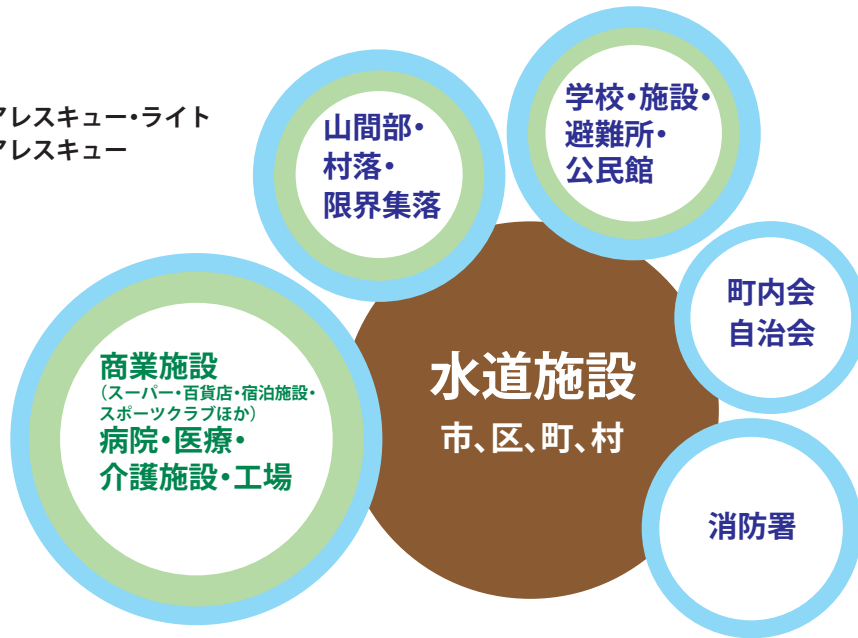 アレスキュー・ライト
アレスキュー
山間部・
村落・
限界集落
学校・施設・
避難所・
公民館
町内会
自治会
商業施設
（スーパー・百貨店・宿泊施設・
スポーツクラブほか）
病院・医療・
介護施設・工場
水道施設
市、区、町、村
消防署